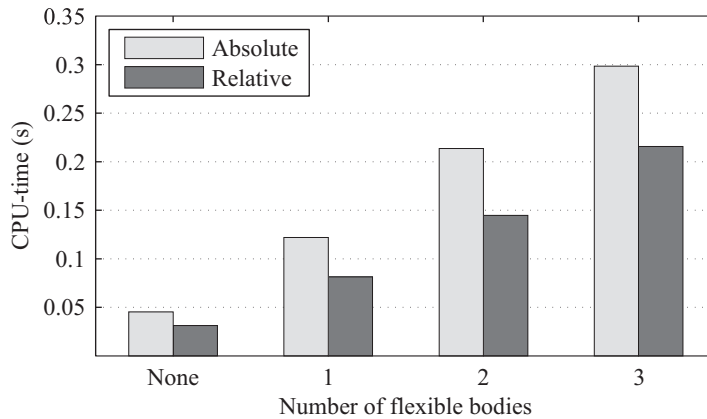 0.35
0.3
0.25
0.2
0.15
0.1
0.05
CPU-time (s)
Absolute
Relative
None 1 2 3
Number of flexible bodies